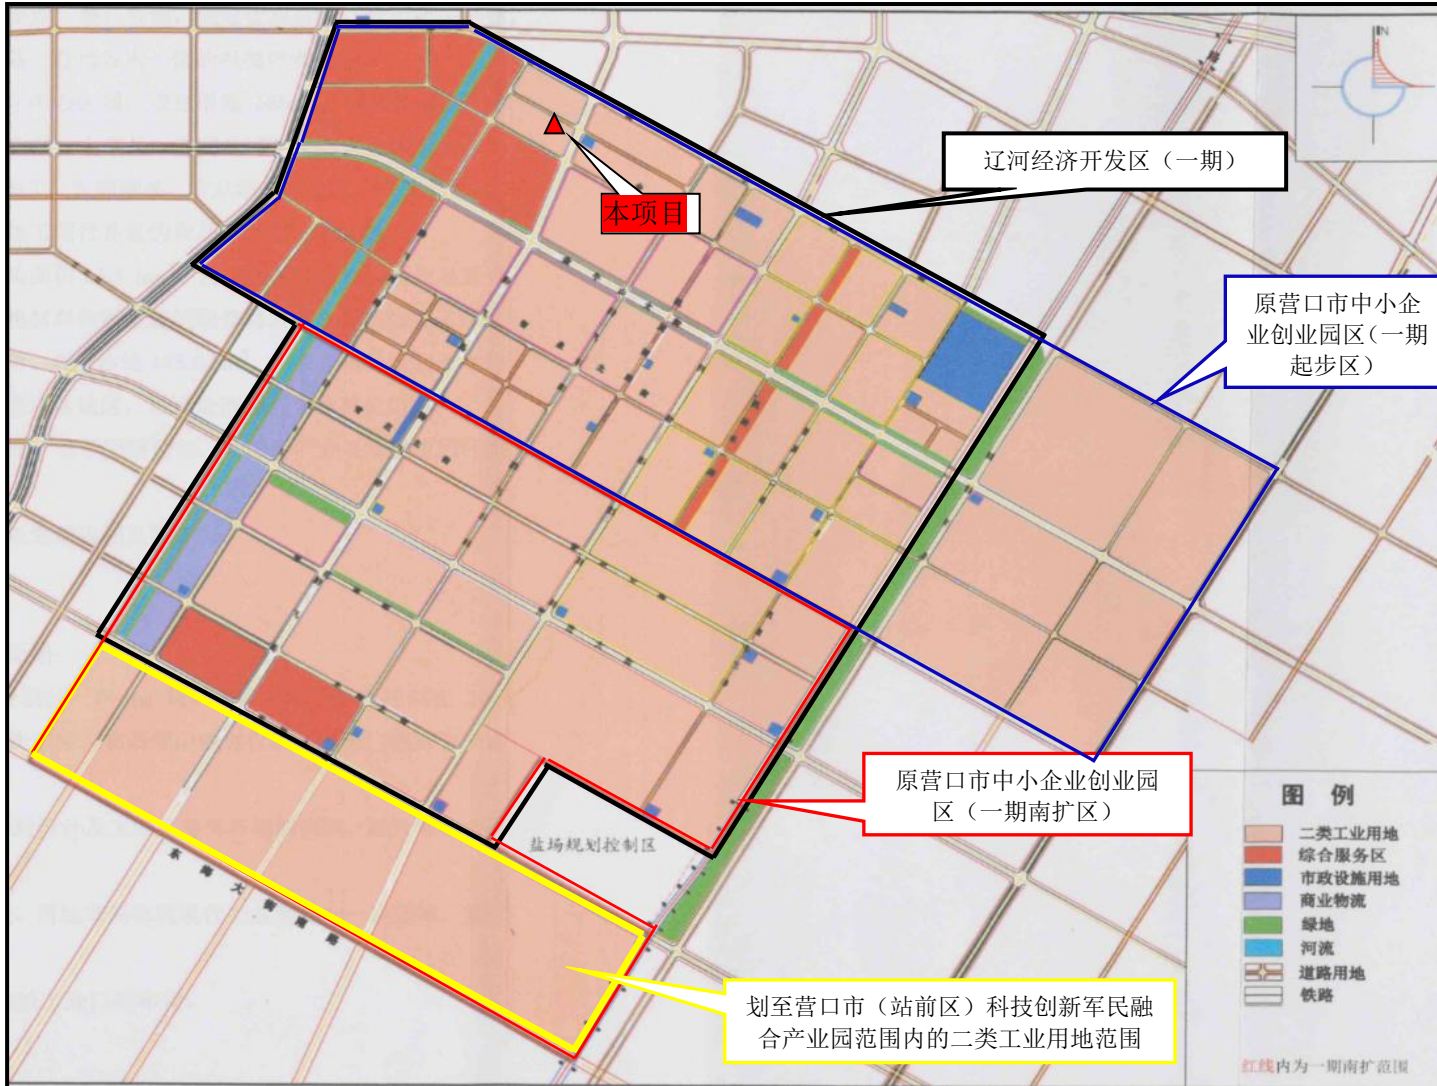 N
辽河经济开发区（一期）
本项目
原营口市中小企
业创业园区（一期
起步区）
原营口市中小企业创业园
区（一期南扩区）
盐场规划控制区
东海大街南路
划至营口市（站前区）科技创新军民融
合产业园范围内的二类工业用地范围
图 例
二类工业用地
综合服务区
市政设施用地
商业物流
绿地
河流
道路用地
铁路
红线内为一期南扩范围